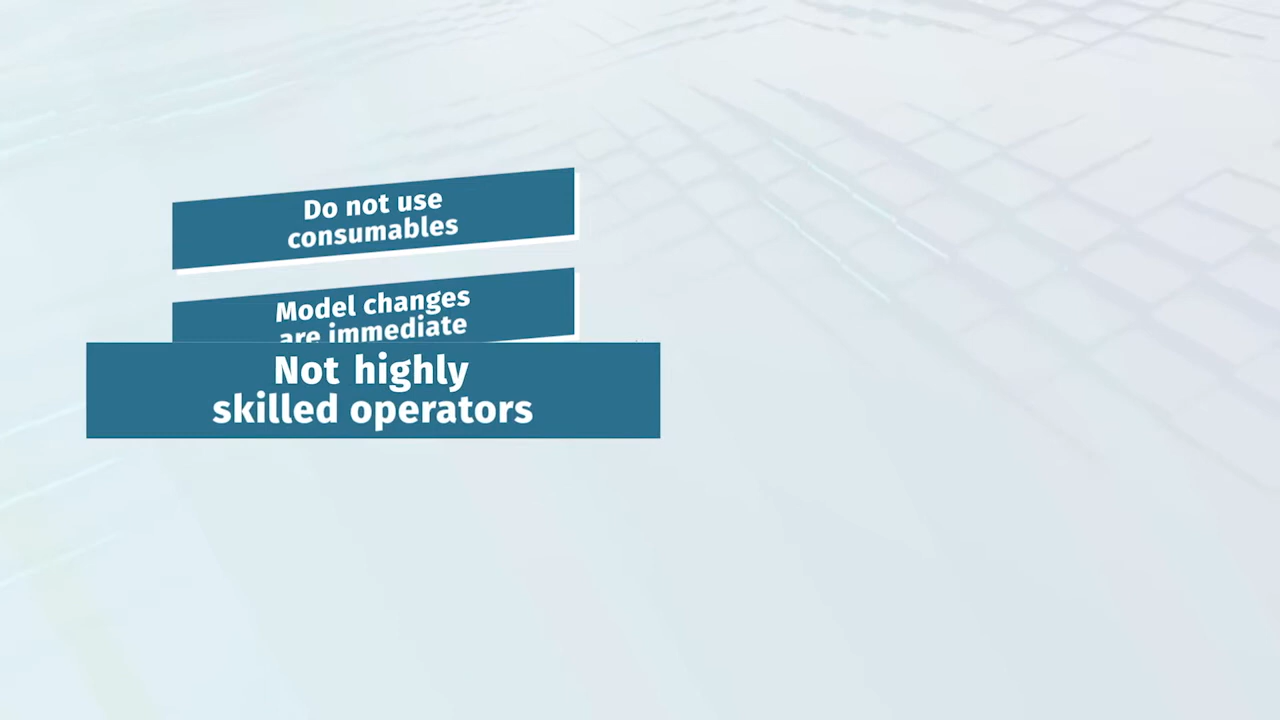 Do not use
consumables
Model changes
are immediate
Not highly
skilled operators